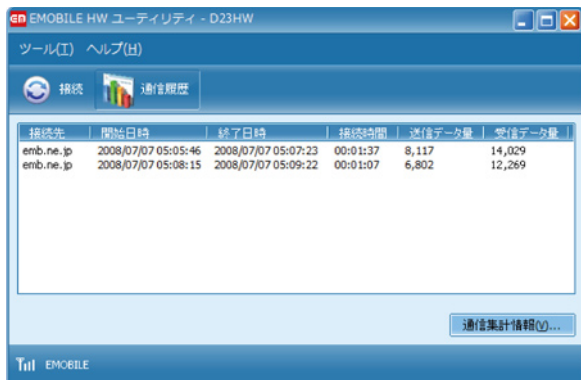 EMOBILE HW ユーティリティ - D23HW
ツール(T) ヘルプ(H)
接続 通信履歴
接続先 開始日時 終了日時 接続時間 送信データ量 受信データ量
emb.ne.jp 2008/07/07 05:05:46 2008/07/07 05:07:23 00:01:37 8,117 14,029
emb.ne.jp 2008/07/07 05:08:15 2008/07/07 05:09:22 00:01:07 6,802 12,269
通信集計情報(V)...
EMOBILE